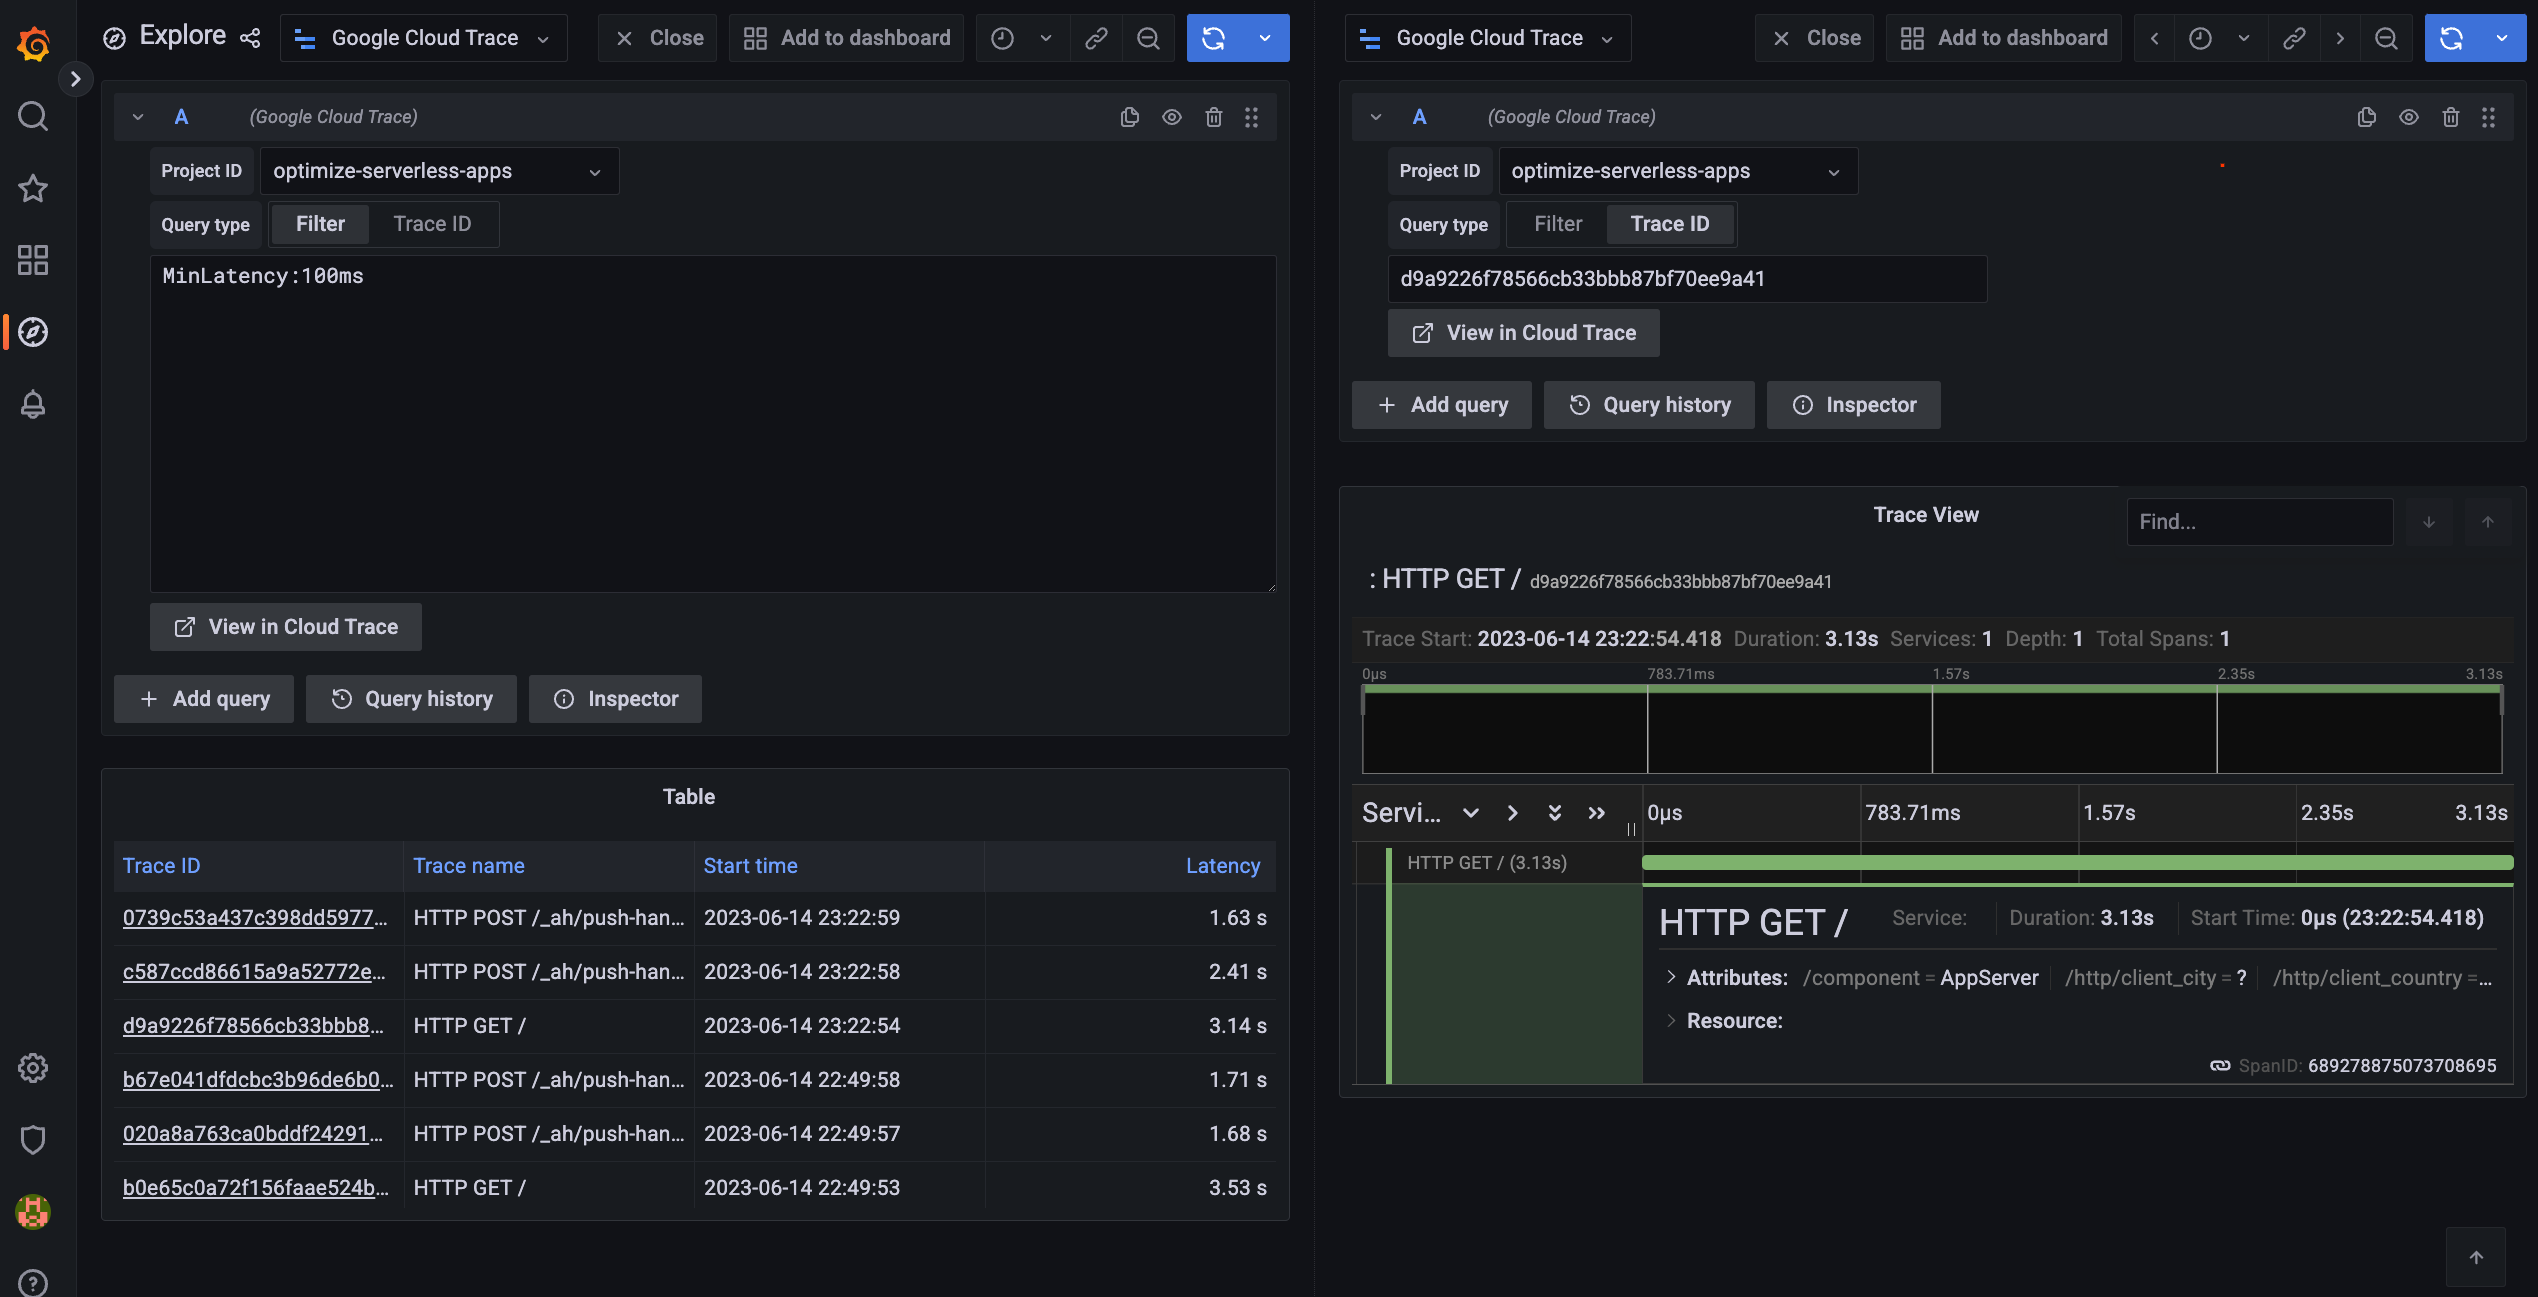 Explore
Google Cloud Trace
Close
Add to dashboard
A
(Google Cloud Trace)
Project ID
optimize-serverless-apps
Query type
Filter
Trace ID
MinLatency:100ms
View in Cloud Trace
Add query
Query history
Inspector
Table
Trace ID Trace name Start time Latency
0739c53a437c398dd5977... HTTP POST /_ah/push-han... 2023-06-14 23:22:59 1.63 s
c587ccd86615a9a52772e... HTTP POST /_ah/push-han... 2023-06-14 23:22:58 2.41 s
d9a9226f78566cb33bbb8... HTTP GET / 2023-06-14 23:22:54 3.14 s
b67e041dfdcbc3b96de6b0... HTTP POST /_ah/push-han... 2023-06-14 22:49:58 1.71 s
020a8a763ca0bddf24291... HTTP POST /_ah/push-han... 2023-06-14 22:49:57 1.68 s
b0e65c0a72f156faae524b... HTTP GET / 2023-06-14 22:49:53 3.53 s
Google Cloud Trace
Close
Add to dashboard
A
(Google Cloud Trace)
Project ID
optimize-serverless-apps
Query type
Filter
Trace ID
d9a9226f78566cb33bbb87bf70ee9a41
View in Cloud Trace
Add query
Query history
Inspector
Trace View
Find...
: HTTP GET / d9a9226f78566cb33bbb87bf70ee9a41
Trace Start: 2023-06-14 23:22:54.418 Duration: 3.13s Services: 1 Depth: 1 Total Spans: 1
0μs 783.71ms 1.57s 2.35s 3.13s
Servi... 0μs 783.71ms 1.57s 2.35s 3.13s
HTTP GET / (3.13s)
HTTP GET / Service: Duration: 3.13s Start Time: 0μs (23:22:54.418)
Attributes: /component = AppServer /http/client_city = ? /http/client_country =...
Resource:
SpanID: 689278875073708695